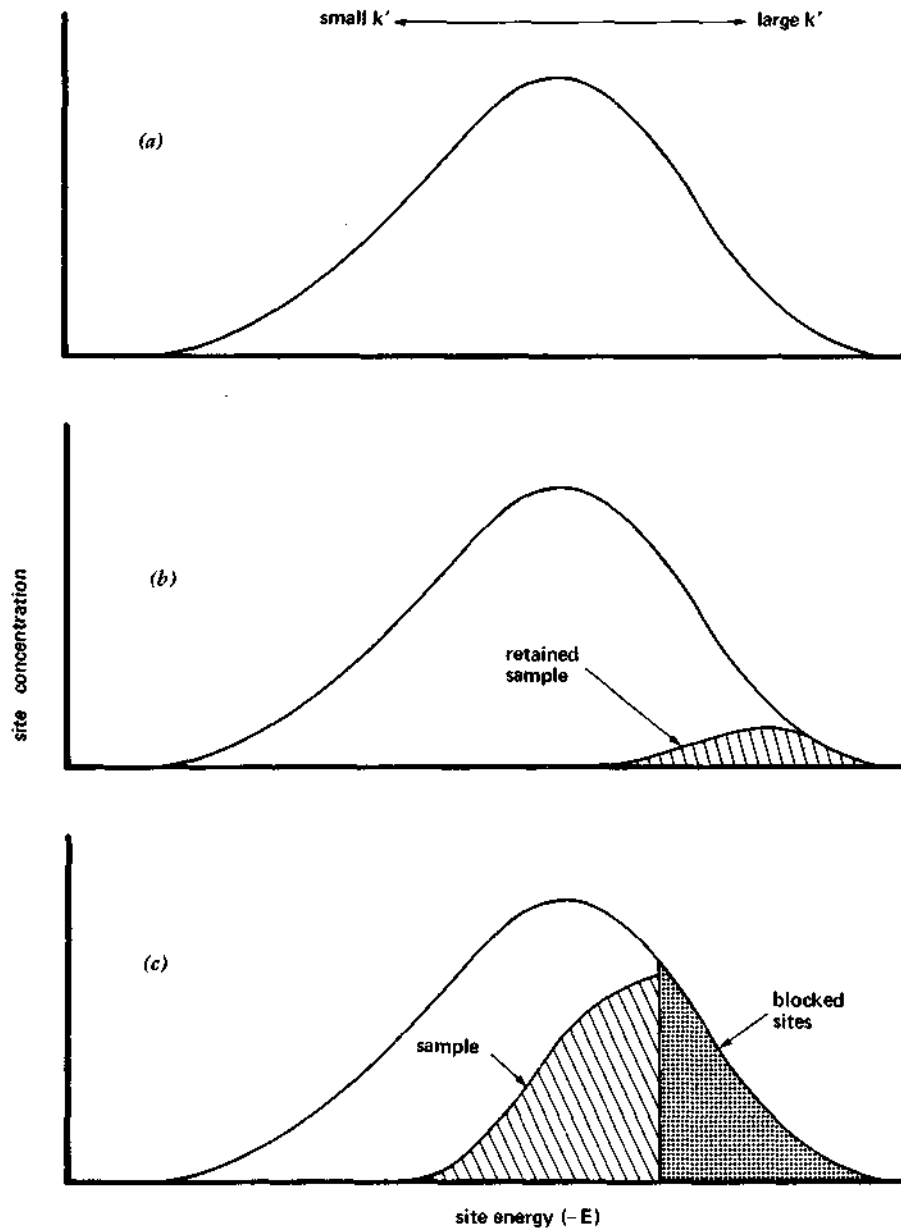 small k' large k'
(a)
(b)
retained
sample
site concentration
(c)
blocked
sites
sample
site energy (–E)